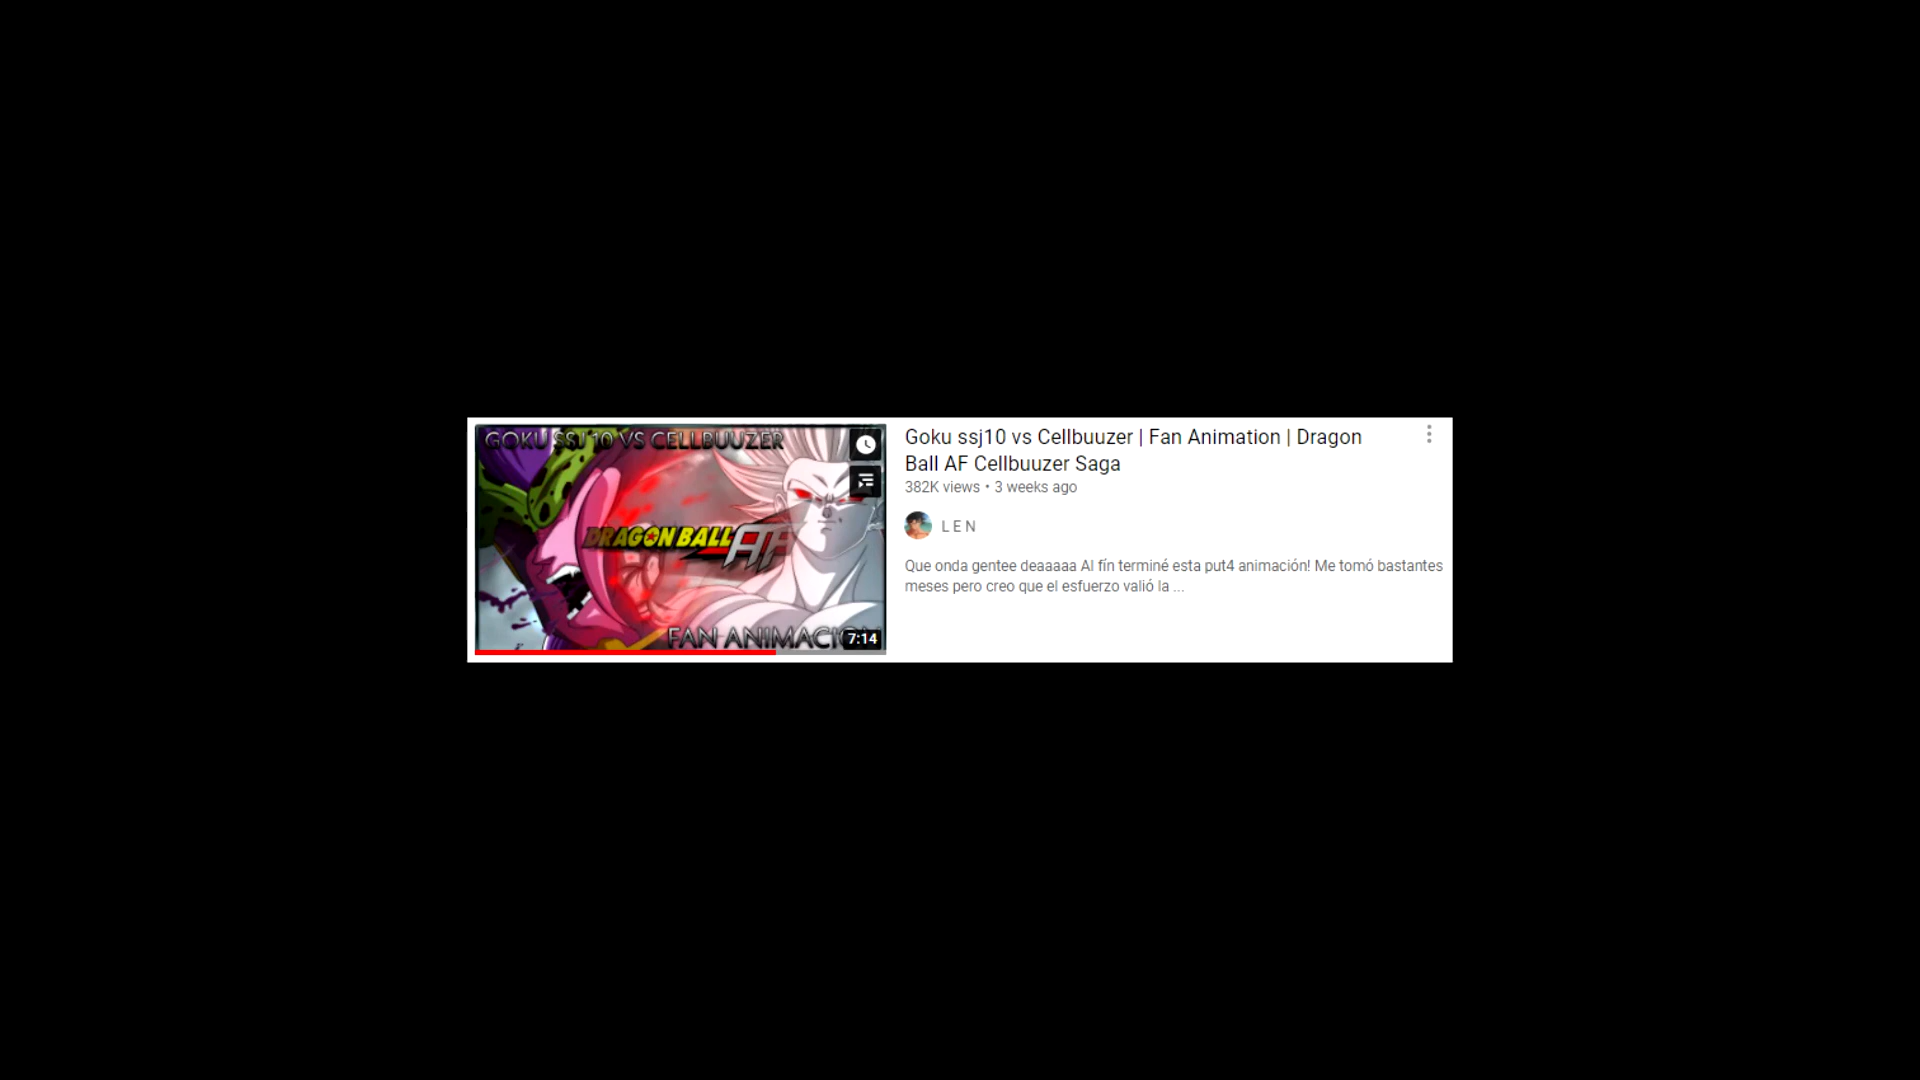 GOKU SSJ 10 VS CELLBUUZER
DRAGON BALL AF
FAN ANIMACION
7:14
Goku ssj10 vs Cellbuuzer | Fan Animation | Dragon
Ball AF Cellbuuzer Saga
382K views • 3 weeks ago
L E N
Que onda gentee deaaaaa Al fín terminé esta put4 animación! Me tomó bastantes
meses pero creo que el esfuerzo valió la ...